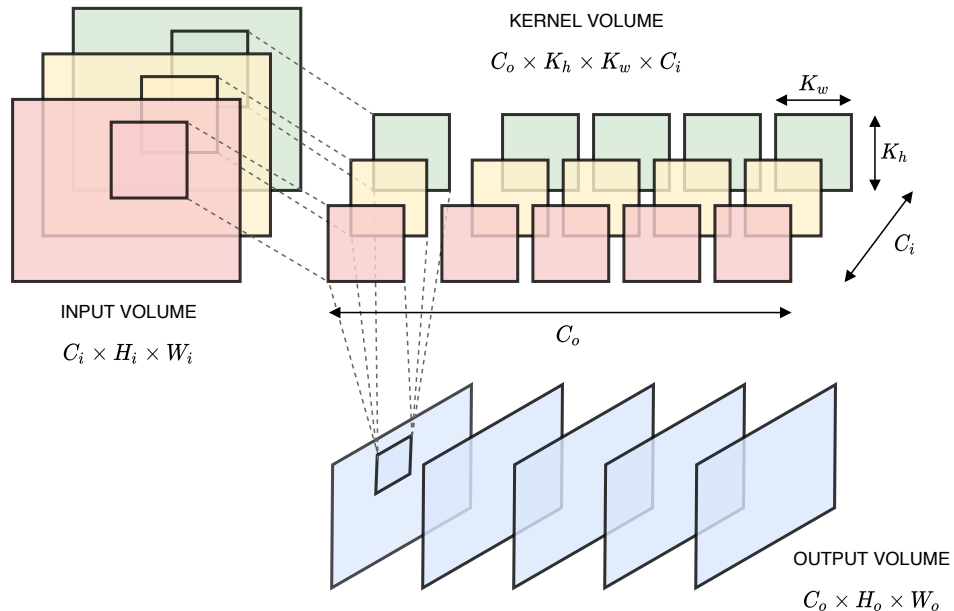 KERNEL VOLUME
$C_o \times K_h \times K_w \times C_i$
$K_w$
$K_h$
$C_i$
INPUT VOLUME
$C_i \times H_i \times W_i$
$C_o$
OUTPUT VOLUME
$C_o \times H_o \times W_o$